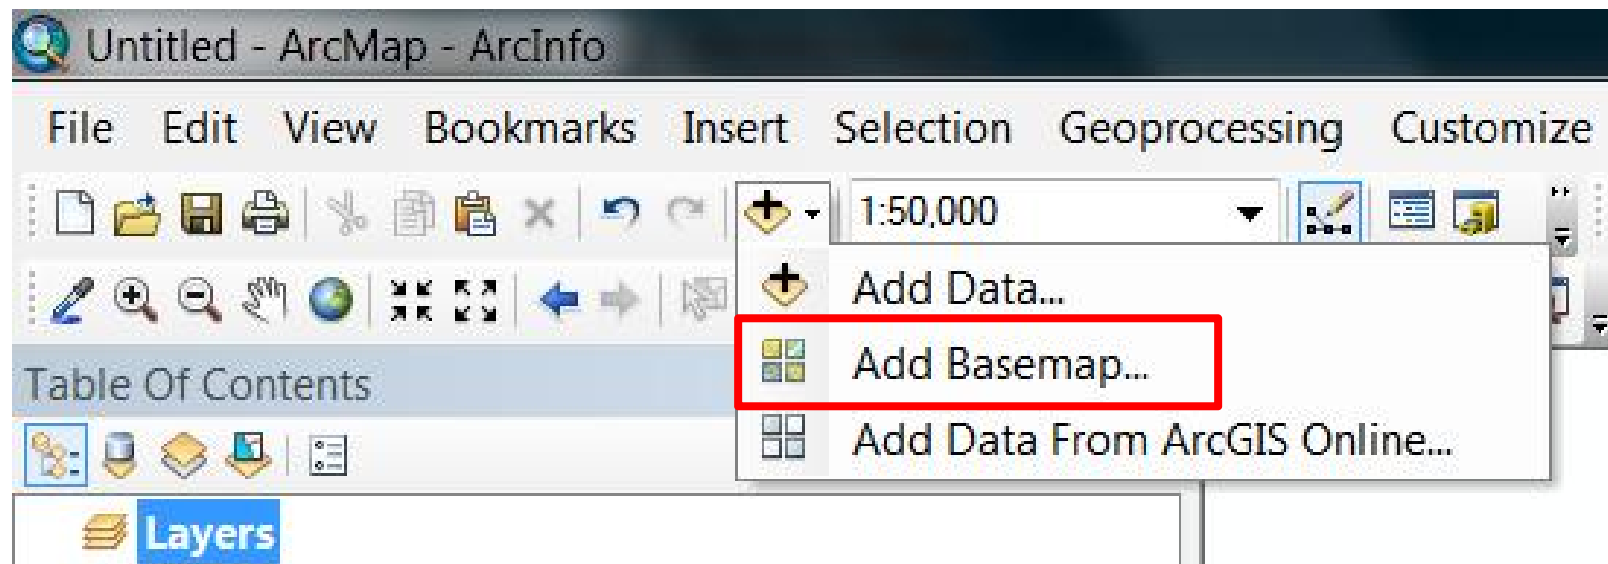 Untitled - ArcMap - ArcInfo
File Edit View Bookmarks Insert Selection Geoprocessing Customize
1:50,000
Add Data...
Add Basemap...
Table Of Contents
Add Data From ArcGIS Online...
Layers